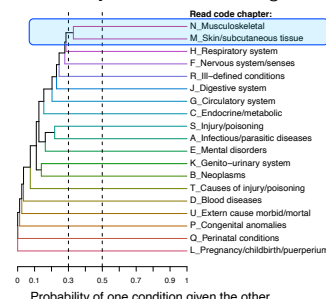 Read code chapter:
N_Musculoskeletal
M_Skin/subcutaneous tissue
H_Respiratory system
F_Nervous system/senses
R_Ill−defined conditions
J_Digestive system
G_Circulatory system
C_Endocrine/metabolic
S_Injury/poisoning
A_Infectious/parasitic diseases
E_Mental disorders
K_Genito−urinary system
B_Neoplasms
T_Causes of injury/poisoning
D_Blood diseases
U_Extern cause morbid/mortal
P_Congenital anomalies
Q_Perinatal conditions
L_Pregnancy/childbirth/puerperium
0 0.1 0.3 0.5 0.7 0.9 1
Probability of one condition given the other